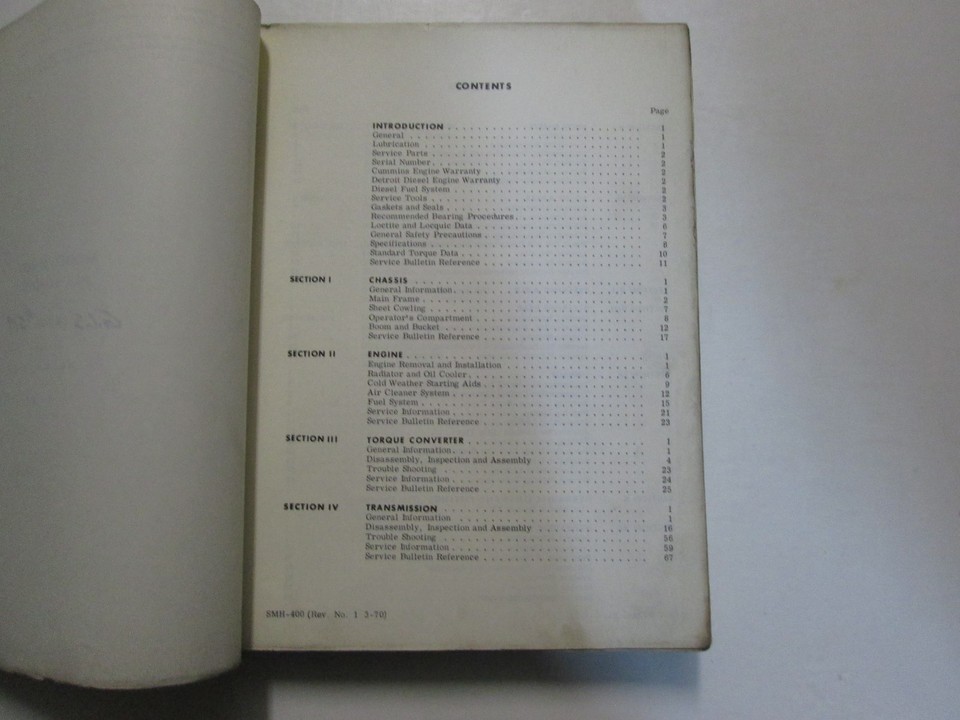 CONTENTS
Page
INTRODUCTION . . . . . . . . . . . . . . . . . . . . . . . . . 1
General . . . . . . . . . . . . . . . . . . . . . . . . . 1
Lubrication . . . . . . . . . . . . . . . . . . . . . . . . . 1
Service Parts . . . . . . . . . . . . . . . . . . . . . . . . . 2
Serial Number . . . . . . . . . . . . . . . . . . . . . . . . . 2
Cummins Engine Warranty . . . . . . . . . . . . . . . . . . . . 2
Detroit Diesel Engine Warranty . . . . . . . . . . . . . . . . . . 2
Diesel Fuel System . . . . . . . . . . . . . . . . . . . . . . 2
Service Tools . . . . . . . . . . . . . . . . . . . . . . . . . 2
Gaskets and Seals . . . . . . . . . . . . . . . . . . . . . . . 3
Recommended Bearing Procedures . . . . . . . . . . . . . . . . 3
Loctite and Locquic Data . . . . . . . . . . . . . . . . . . . . 6
General Safety Precautions . . . . . . . . . . . . . . . . . . . 7
Specifications . . . . . . . . . . . . . . . . . . . . . . . . . 8
Standard Torque Data . . . . . . . . . . . . . . . . . . . . . . 10
Service Bulletin Reference . . . . . . . . . . . . . . . . . . . 11
SECTION I CHASSIS . . . . . . . . . . . . . . . . . . . . . . . . . 1
General Information . . . . . . . . . . . . . . . . . . . . . . 1
Main Frame . . . . . . . . . . . . . . . . . . . . . . . . . 2
Sheet Cowling . . . . . . . . . . . . . . . . . . . . . . . . . 7
Operator's Compartment . . . . . . . . . . . . . . . . . . . . 8
Boom and Bucket . . . . . . . . . . . . . . . . . . . . . . . 12
Service Bulletin Reference . . . . . . . . . . . . . . . . . . . 17
SECTION II ENGINE . . . . . . . . . . . . . . . . . . . . . . . . . 1
Engine Removal and Installation . . . . . . . . . . . . . . . . . 1
Radiator and Oil Cooler . . . . . . . . . . . . . . . . . . . . . 6
Cold Weather Starting Aids . . . . . . . . . . . . . . . . . . . 9
Air Cleaner System . . . . . . . . . . . . . . . . . . . . . . 12
Fuel System . . . . . . . . . . . . . . . . . . . . . . . . . 15
Service Information . . . . . . . . . . . . . . . . . . . . . . 21
Service Bulletin Reference . . . . . . . . . . . . . . . . . . . 23
SECTION III TORQUE CONVERTER . . . . . . . . . . . . . . . . . . . . 1
General Information . . . . . . . . . . . . . . . . . . . . . . 1
Disassembly, Inspection and Assembly . . . . . . . . . . . . . . 4
Trouble Shooting . . . . . . . . . . . . . . . . . . . . . . . 23
Service Information . . . . . . . . . . . . . . . . . . . . . . 24
Service Bulletin Reference . . . . . . . . . . . . . . . . . . . 25
SECTION IV TRANSMISSION . . . . . . . . . . . . . . . . . . . . . . . 1
General Information . . . . . . . . . . . . . . . . . . . . . . 1
Disassembly, Inspection and Assembly . . . . . . . . . . . . . . 16
Trouble Shooting . . . . . . . . . . . . . . . . . . . . . . . 56
Service Information . . . . . . . . . . . . . . . . . . . . . . 59
Service Bulletin Reference . . . . . . . . . . . . . . . . . . . 67
SMH-400 (Rev. No. 1 3-70)